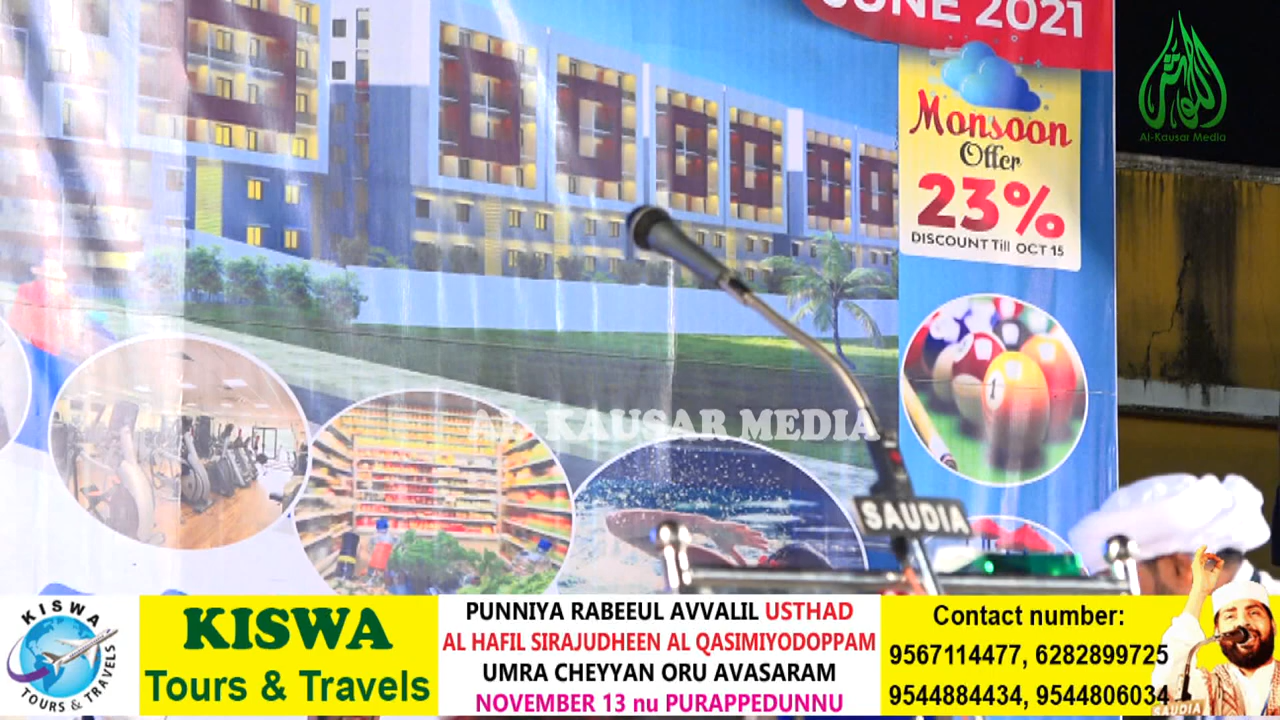 JUNE 2021
Monsoon
Offer
23%
DISCOUNT Till OCT 15
الكوثر
Al-Kausar Media
1
AL- KAUSAR MEDIA
SAUDIA
KISWA
TOURS & TRAVELS
KISWA
Tours & Travels
PUNNIYA RABEEUL AVVALIL USTHAD
AL HAFIL SIRAJUDHEEN AL QASIMIYODOPPAM
UMRA CHEYYAN ORU AVASARAM
NOVEMBER 13 nu PURAPPEDUNNU
Contact number:
9567114477, 6282899725
9544884434, 9544806034
SAUDIA